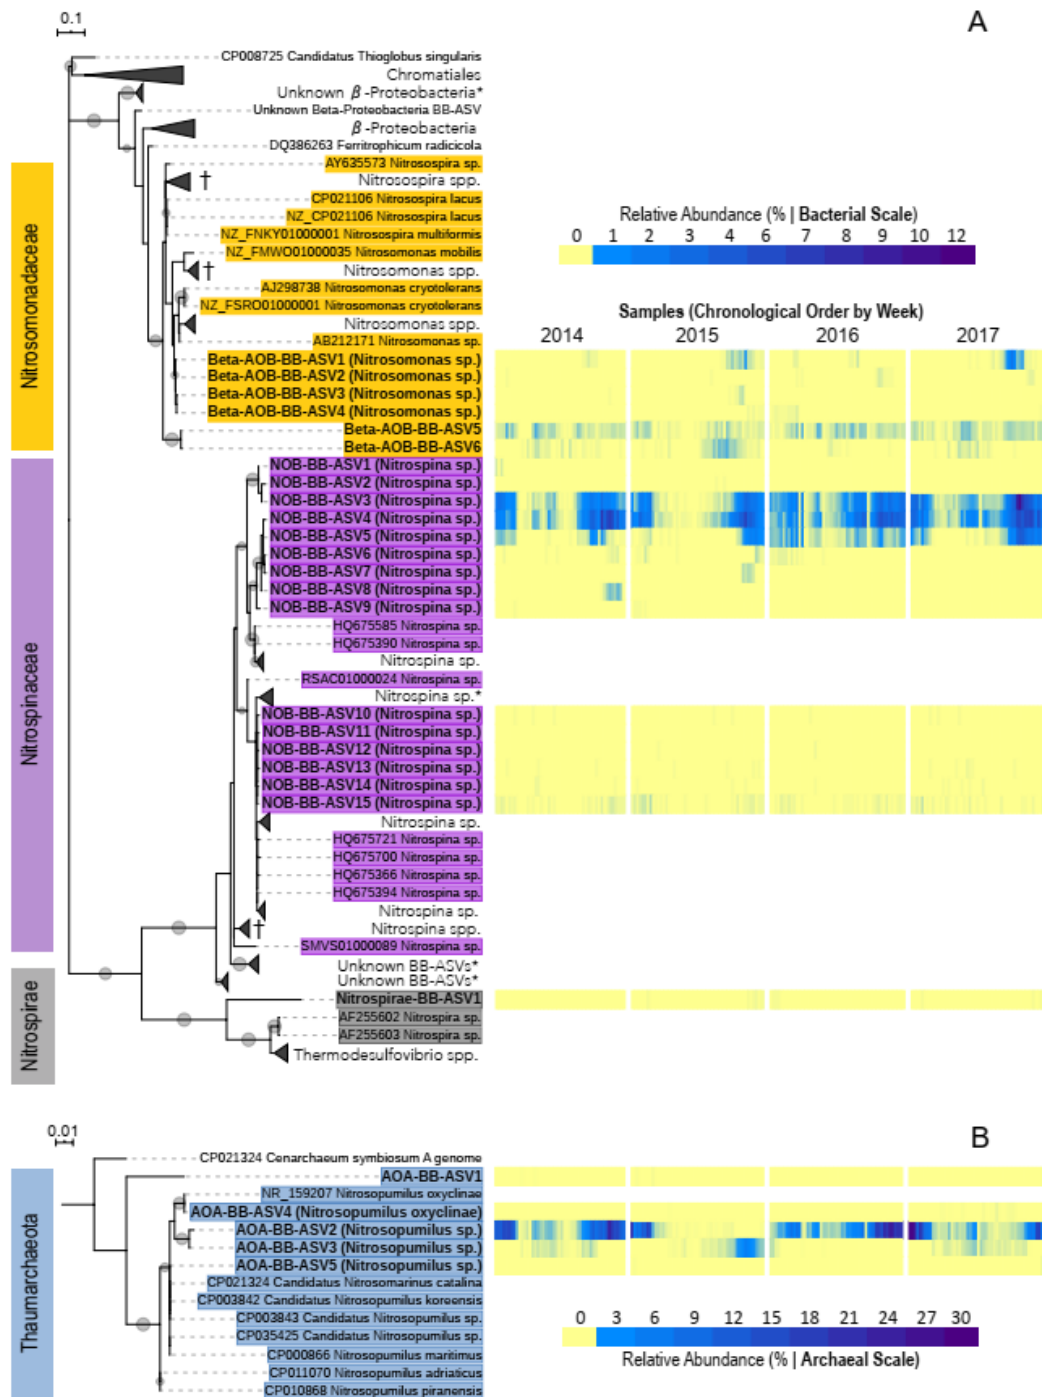 0.1
A
CP008725 Candidatus Thioglobus singularis
Chromatiales
Unknown β-Proteobacteria*
Unknown Beta-Proteobacteria BB-ASV
β-Proteobacteria
DQ386263 Ferritrophicum radicicola
AY635573 Nitrosospira sp.
Nitrosospira spp. †
CP021106 Nitrosospira lacus
NZ_CP021106 Nitrosospira lacus
NZ_FNKY01000001 Nitrosospira multiformis
NZ_FMWO01000035 Nitrosomonas mobilis
Nitrosomonas spp. †
AJ298738 Nitrosomonas cryotolerans
NZ_FSRO01000001 Nitrosomonas cryotolerans
Nitrosomonas spp.
AB212171 Nitrosomonas sp.
Beta-AOB-BB-ASV1 (Nitrosomonas sp.)
Beta-AOB-BB-ASV2 (Nitrosomonas sp.)
Beta-AOB-BB-ASV3 (Nitrosomonas sp.)
Beta-AOB-BB-ASV4 (Nitrosomonas sp.)
Beta-AOB-BB-ASV5
Beta-AOB-BB-ASV6
Nitrosomonadaceae
Relative Abundance (% | Bacterial Scale)
0 1 2 3 4 6 7 8 9 10 12
Samples (Chronological Order by Week)
2014 2015 2016 2017
NOB-BB-ASV1 (Nitrospina sp.)
NOB-BB-ASV2 (Nitrospina sp.)
NOB-BB-ASV3 (Nitrospina sp.)
NOB-BB-ASV4 (Nitrospina sp.)
NOB-BB-ASV5 (Nitrospina sp.)
NOB-BB-ASV6 (Nitrospina sp.)
NOB-BB-ASV7 (Nitrospina sp.)
NOB-BB-ASV8 (Nitrospina sp.)
NOB-BB-ASV9 (Nitrospina sp.)
HQ675585 Nitrospina sp.
HQ675390 Nitrospina sp.
Nitrospina sp.
RSAC01000024 Nitrospina sp.
Nitrospina sp.*
NOB-BB-ASV10 (Nitrospina sp.)
NOB-BB-ASV11 (Nitrospina sp.)
NOB-BB-ASV12 (Nitrospina sp.)
NOB-BB-ASV13 (Nitrospina sp.)
NOB-BB-ASV14 (Nitrospina sp.)
NOB-BB-ASV15 (Nitrospina sp.)
Nitrospina sp.
HQ675721 Nitrospina sp.
HQ675700 Nitrospina sp.
HQ675366 Nitrospina sp.
HQ675394 Nitrospina sp.
Nitrospina sp.
Nitrospina spp. †
SMVS01000089 Nitrospina sp.
Nitrospinaceae
Unknown BB-ASVs*
Unknown BB-ASVs*
Nitrospirae-BB-ASV1
AF255602 Nitrospira sp.
AF255603 Nitrospira sp.
Thermodesulfovibrio spp.
Nitrospirae
0.01
B
CP021324 Cenarchaeum symbiosum A genome
AOA-BB-ASV1
NR_159207 Nitrosopumilus oxyclinae
AOA-BB-ASV4 (Nitrosopumilus oxyclinae)
AOA-BB-ASV2 (Nitrosopumilus sp.)
AOA-BB-ASV3 (Nitrosopumilus sp.)
AOA-BB-ASV5 (Nitrosopumilus sp.)
CP021324 Candidatus Nitrosomarinus catalina
CP003842 Candidatus Nitrosopumilus koreensis
CP003843 Candidatus Nitrosopumilus sp.
CP035425 Candidatus Nitrosopumilus sp.
CP000866 Nitrosopumilus maritimus
CP011070 Nitrosopumilus adriaticus
CP010868 Nitrosopumilus piranensis
Thaumarchaeota
0 3 6 9 12 15 18 21 24 27 30
Relative Abundance (% | Archaeal Scale)